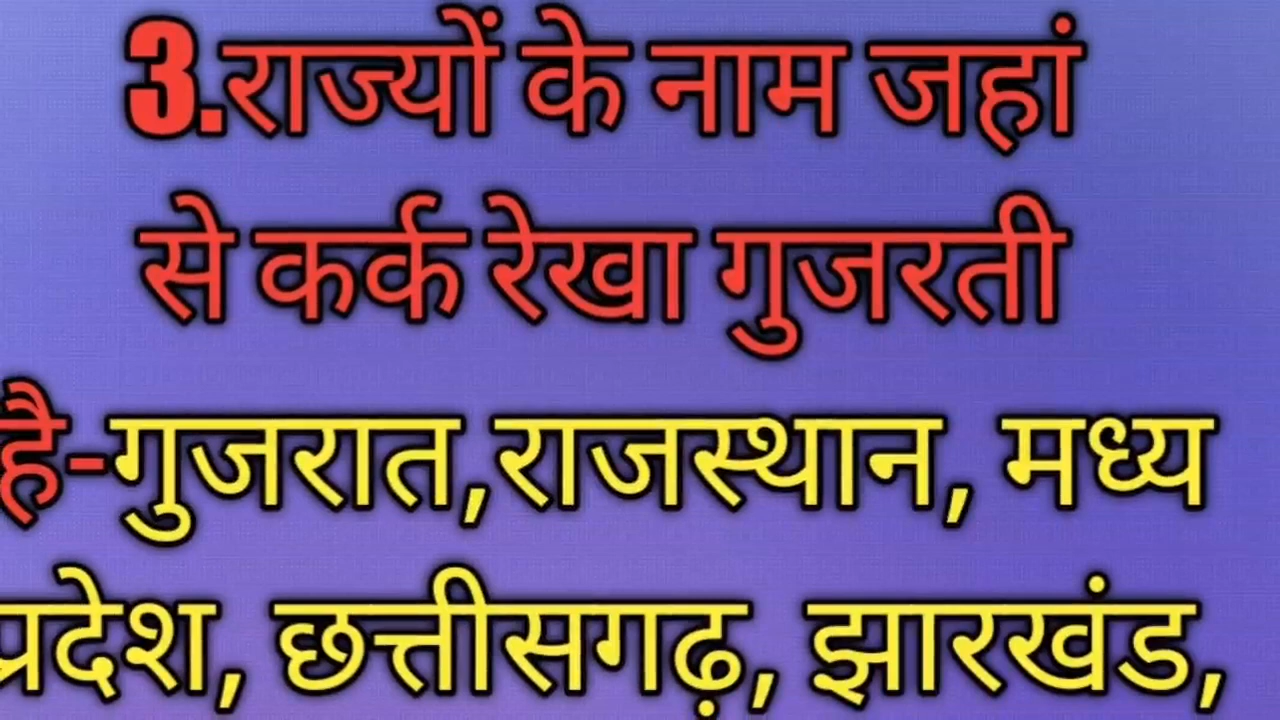 3.राज्यों के नाम जहां
से कर्क रेखा गुजरती
है-गुजरात,राजस्थान, मध्य
प्रदेश, छत्तीसगढ़, झारखंड,